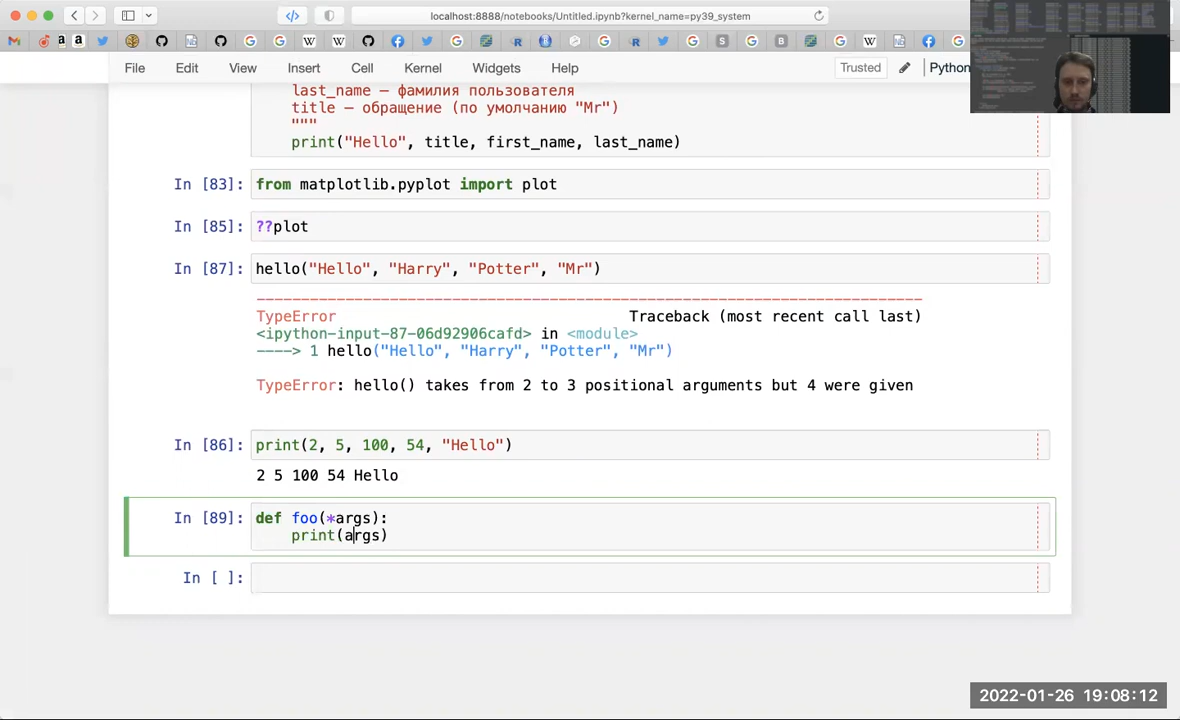 localhost:8888/notebooks/Untitled.ipynb?kernel_name=py39_system
File Edit View Insert Cell Kernel Widgets Help Trusted Python
last_name — фамилия пользователя
title — обращение (по умолчанию "Mr")
"""
print("Hello", title, first_name, last_name)
In [83]: from matplotlib.pyplot import plot
In [85]: ??plot
In [87]: hello("Hello", "Harry", "Potter", "Mr")
---------------------------------------------------------------------------
TypeError Traceback (most recent call last)
<ipython-input-87-06d92906cafd> in <module>
----> 1 hello("Hello", "Harry", "Potter", "Mr")
TypeError: hello() takes from 2 to 3 positional arguments but 4 were given
In [86]: print(2, 5, 100, 54, "Hello")
2 5 100 54 Hello
In [89]: def foo(*args):
print(args)
In [ ]:
2022-01-26 19:08:12